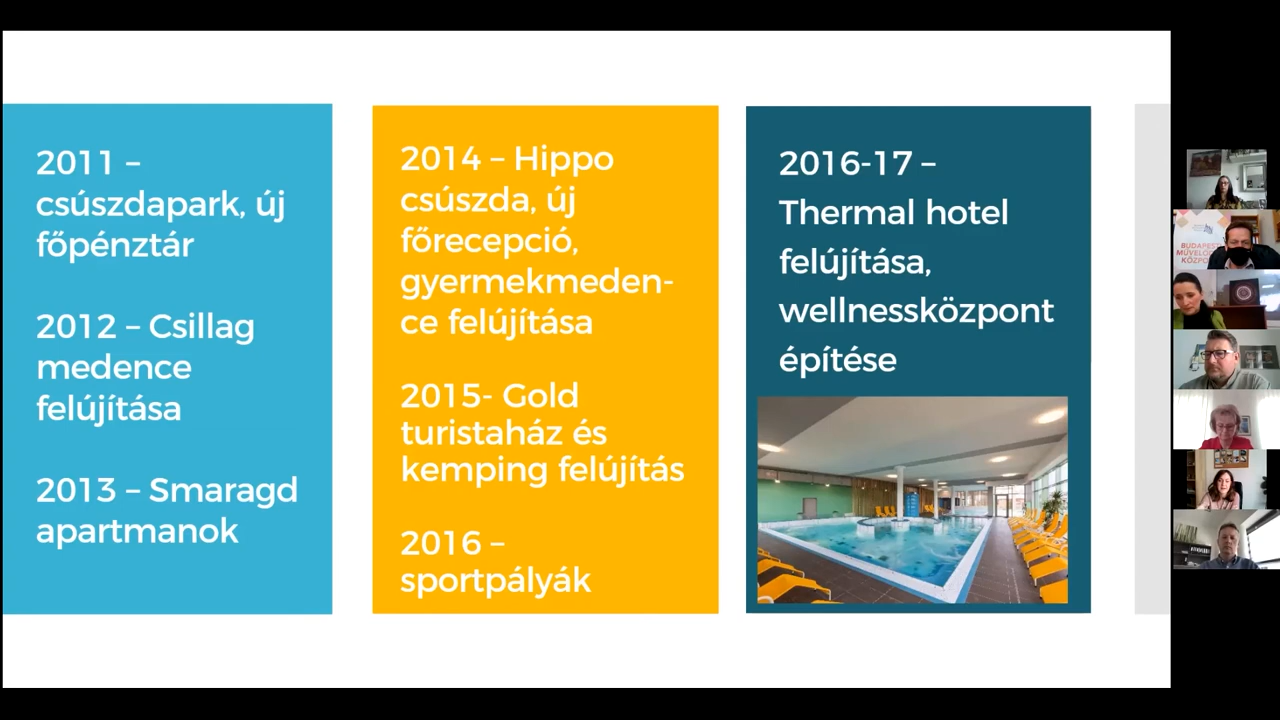 2011 –
csúszdapark, új
főpénztár
2012 – Csillag
medence
felújítása
2013 – Smaragd
apartmanok
2014 – Hippo
csúszda, új
főrecepció,
gyermekmeden-
ce felújítása
2015- Gold
turistaház és
kemping felújítás
2016 –
sportpályák
2016-17 –
Thermal hotel
felújítása,
wellnessközpont
építése